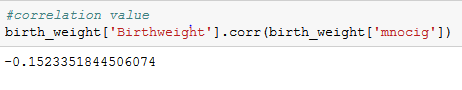 #correlation value
birth_weight['Birthweight'].corr(birth_weight['mnocig'])
-0.1523351844506074